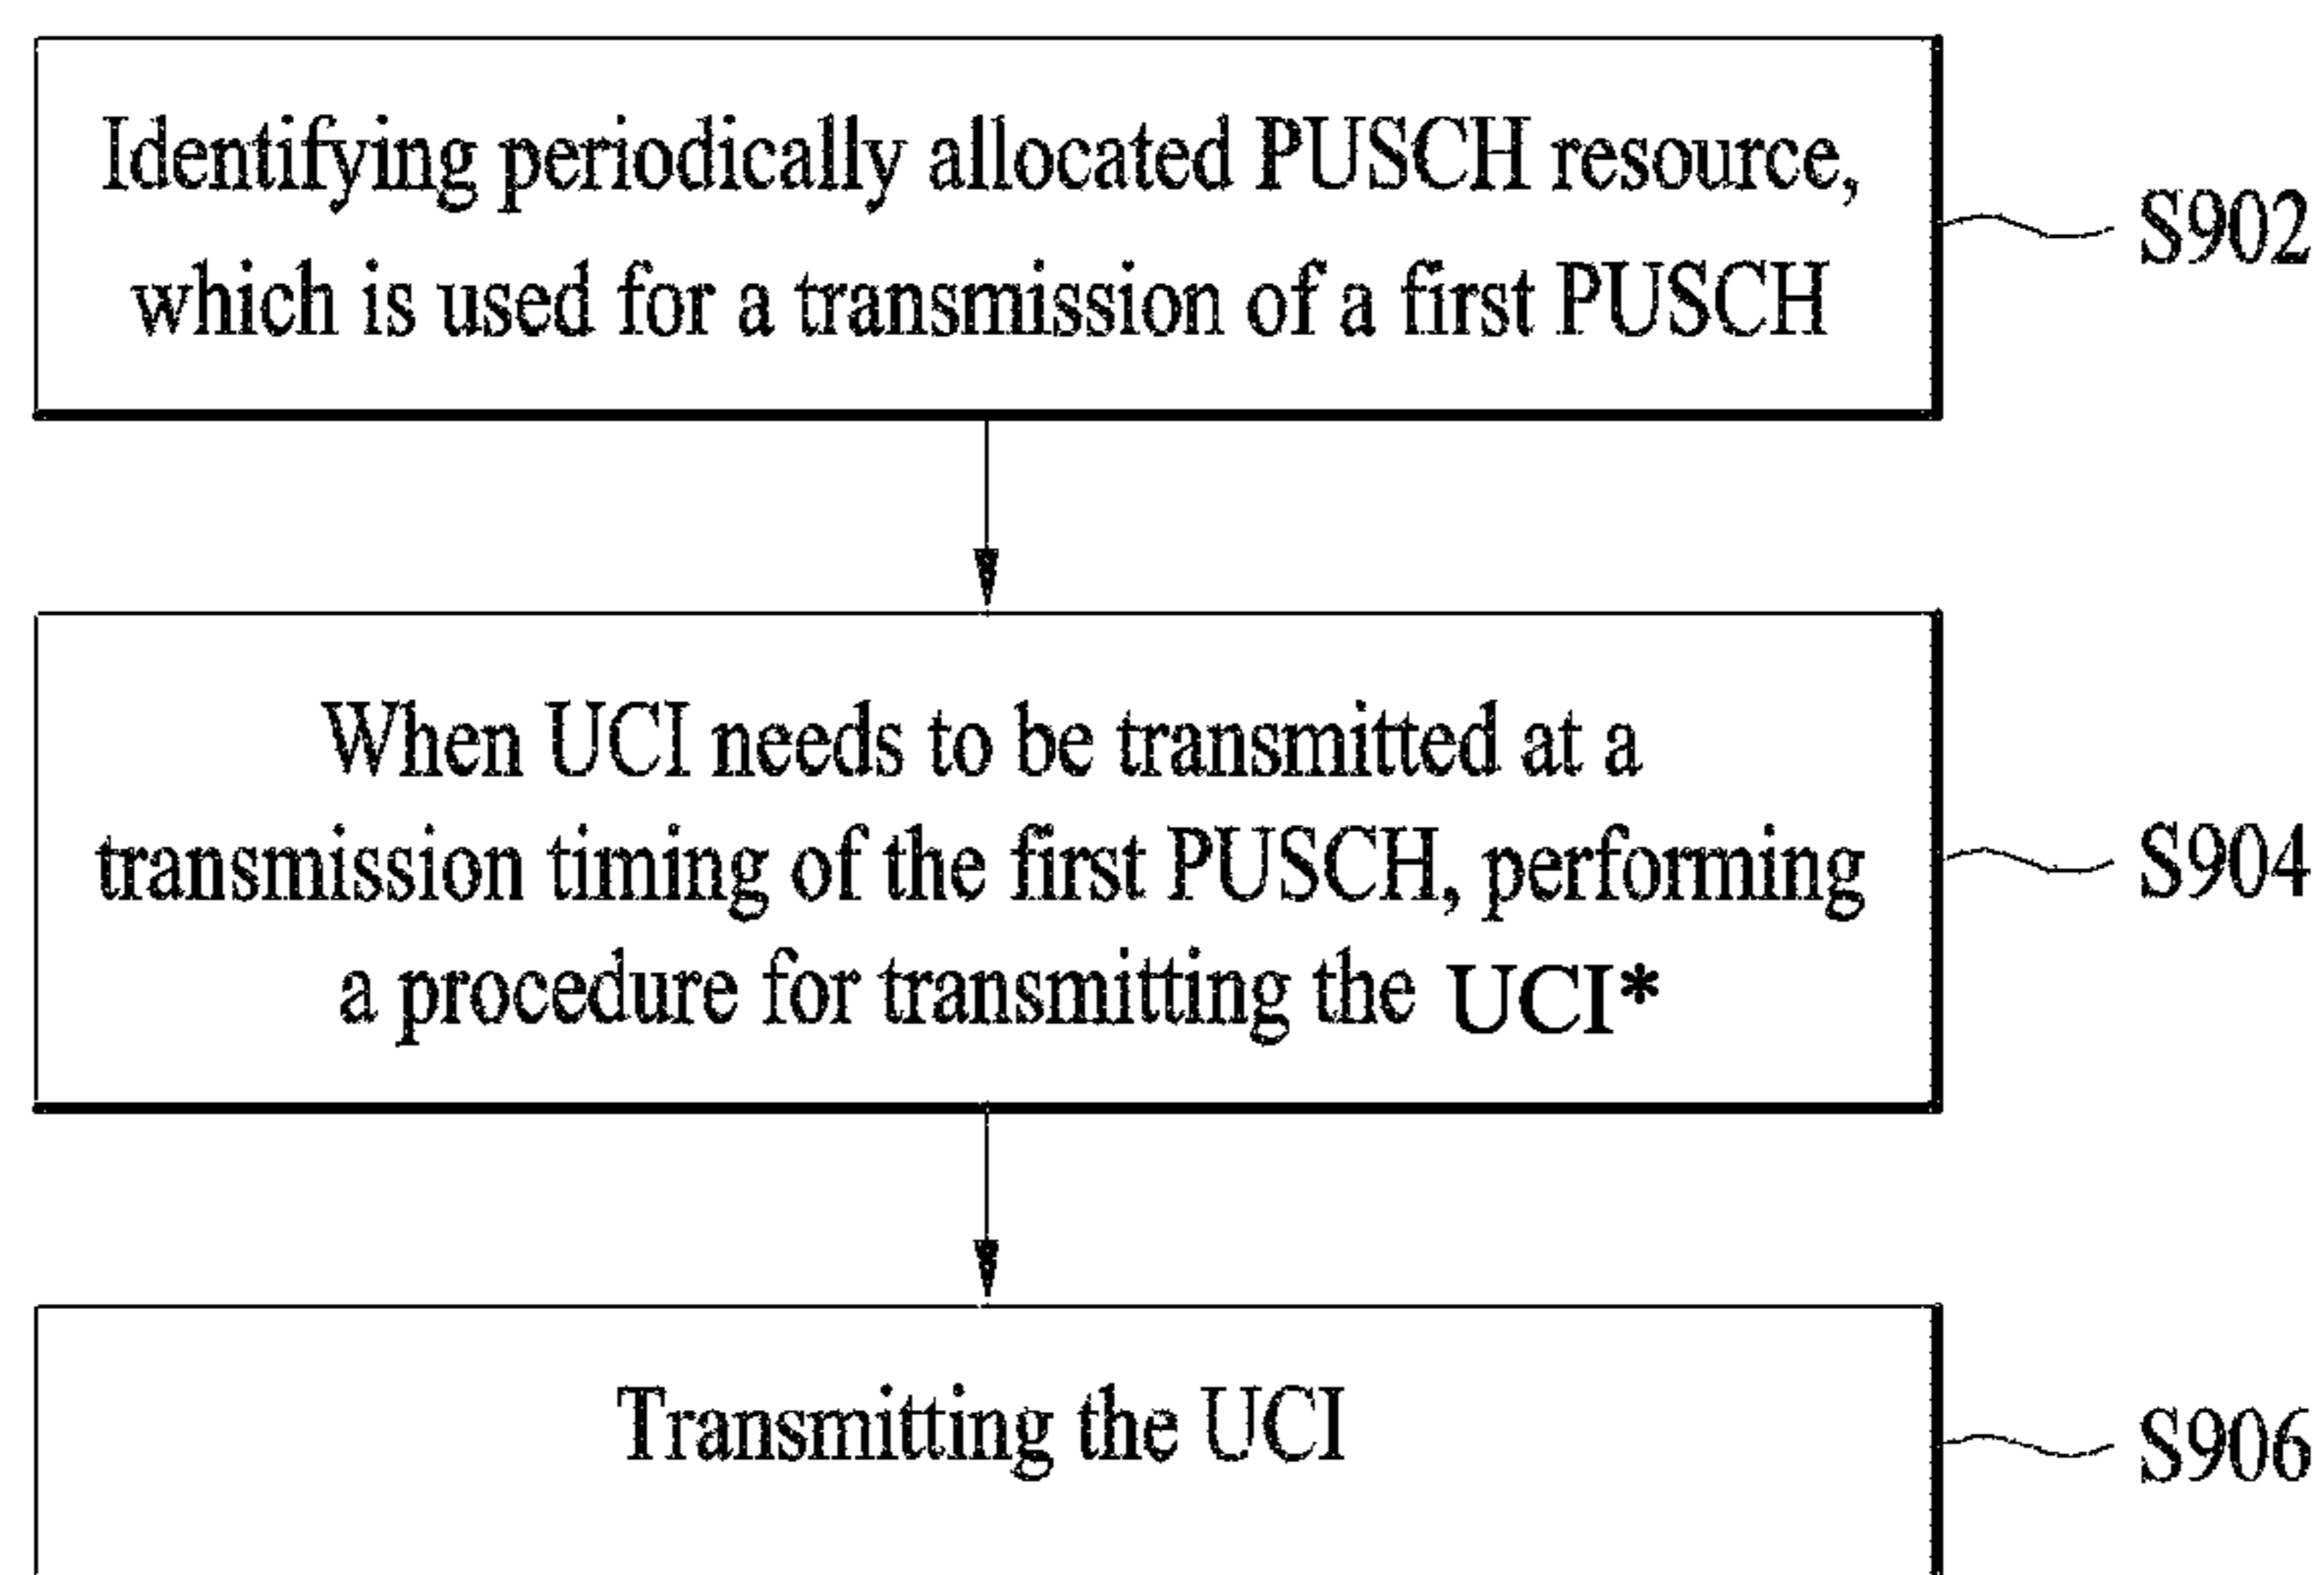 Identifying periodically allocated PUSCH resource,
which is used for a transmission of a first PUSCH
S902
When UCI needs to be transmitted at a
transmission timing of the first PUSCH, performing
a procedure for transmitting the UCI*
S904
Transmitting the UCI
S906